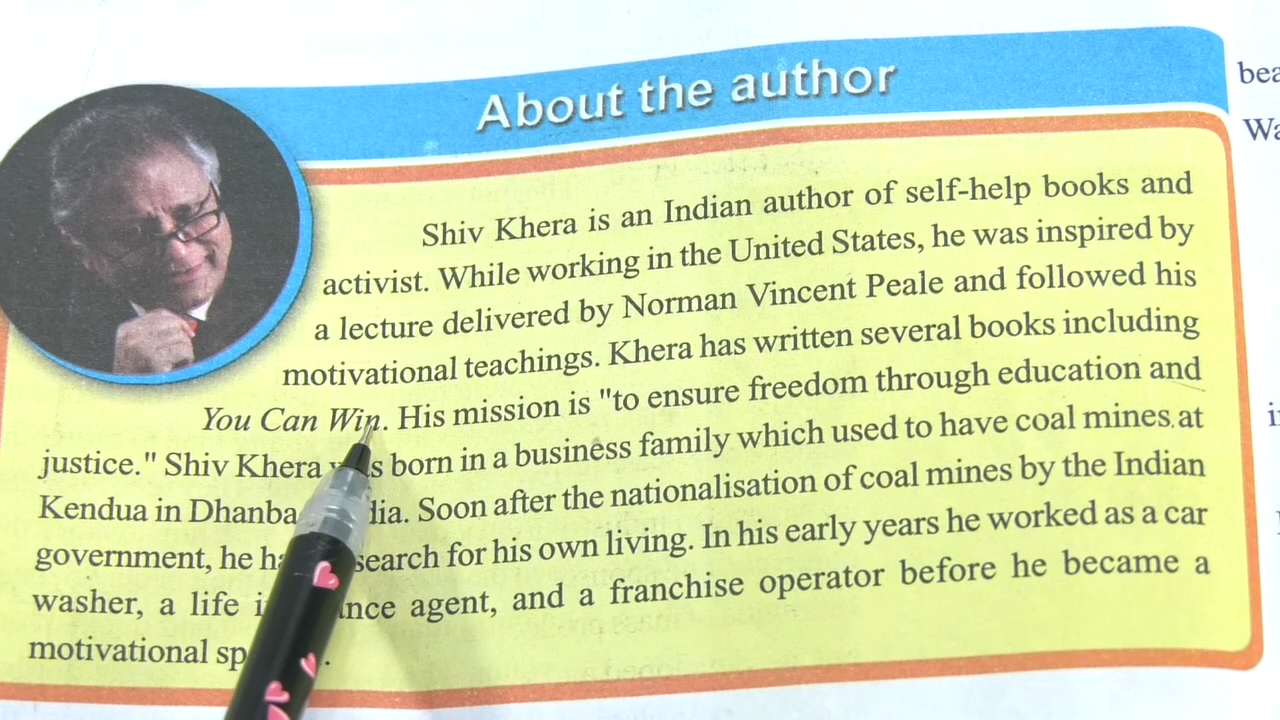 About the author
Shiv Khera is an Indian author of self-help books and
activist. While working in the United States, he was inspired by
a lecture delivered by Norman Vincent Peale and followed his
motivational teachings. Khera has written several books including
You Can Win. His mission is "to ensure freedom through education and
justice." Shiv Khera born in a business family which used to have coal mines at
Kendua in Soon after the nationalisation of coal mines by the Indian
government, he search for his own living. In his early years he worked as a car
washer, a life agent, and a franchise operator before he became a
motivational